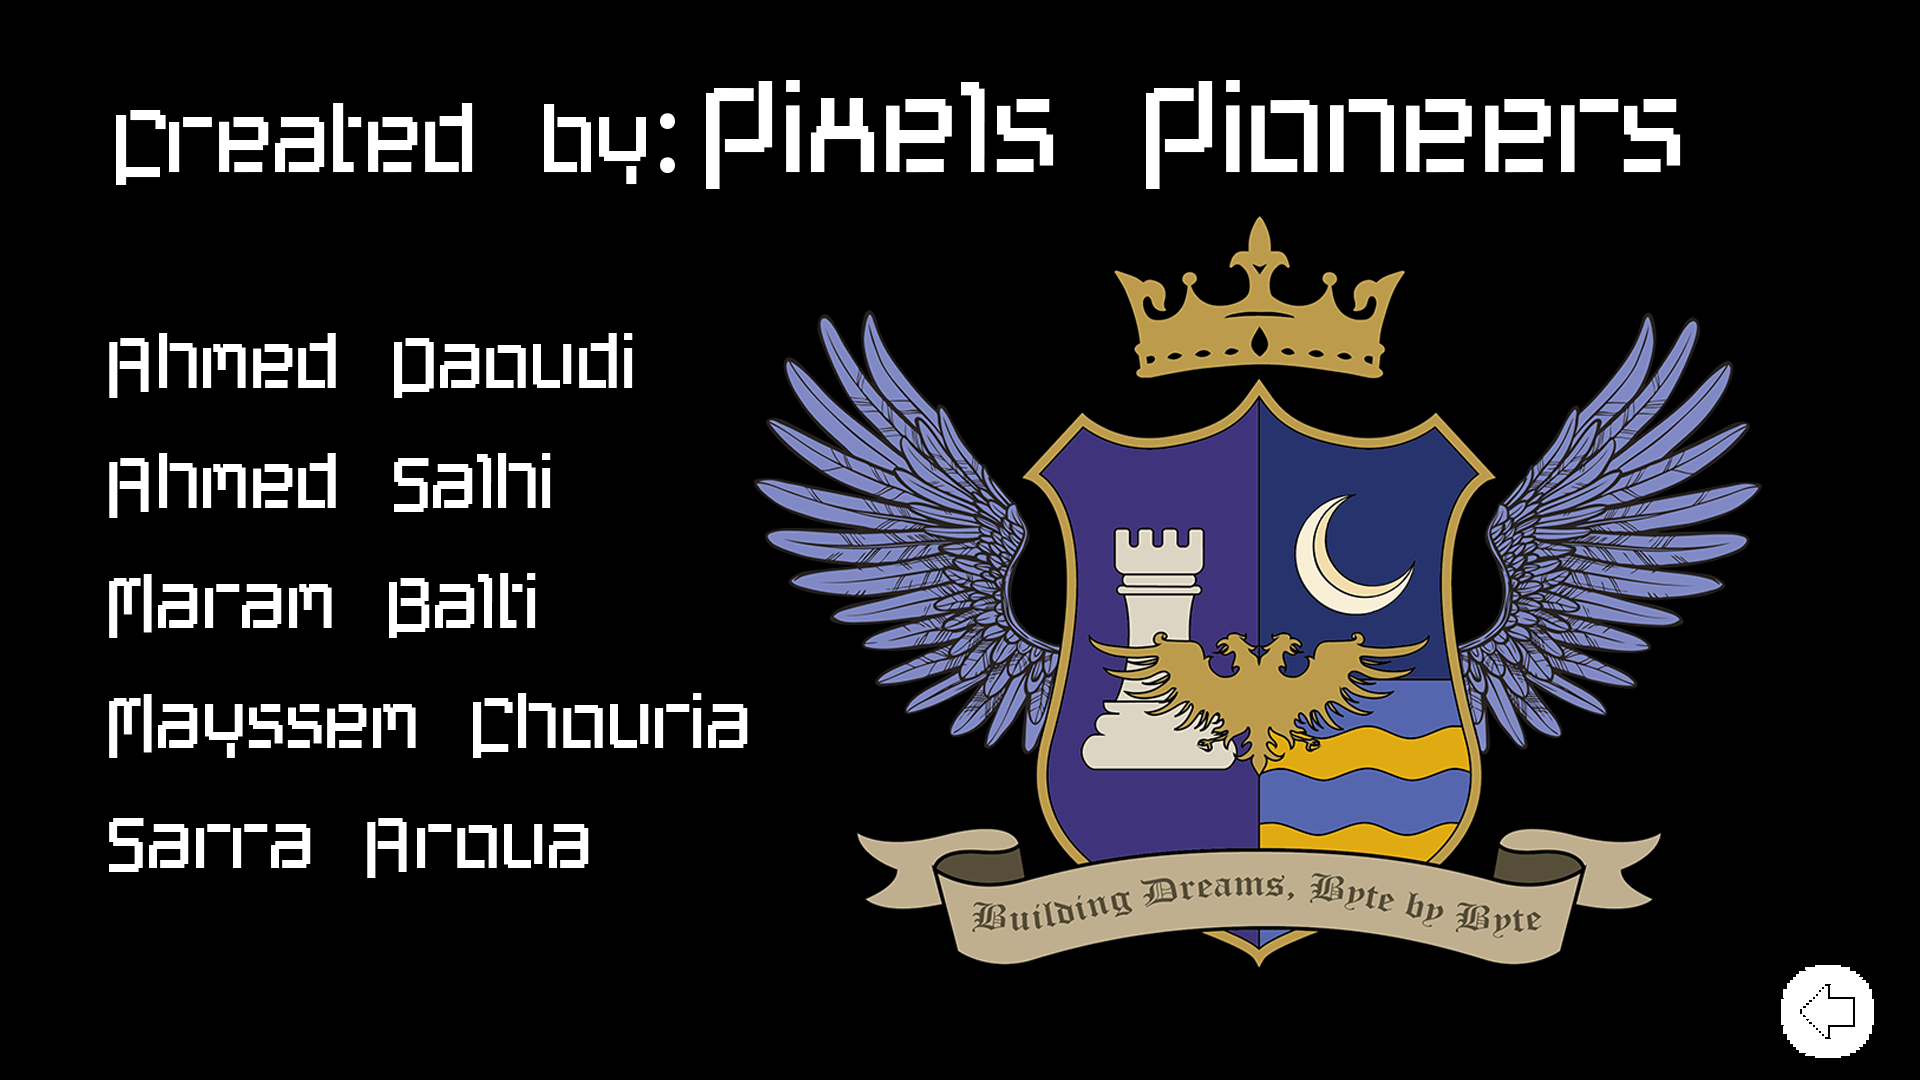 Created by: Pixels Pioneers
Ahmed Daoudi
Ahmed Salhi
Maram Balti
Mayssem Chouria
Sarra Aroua
Building Dreams, Byte by Byte